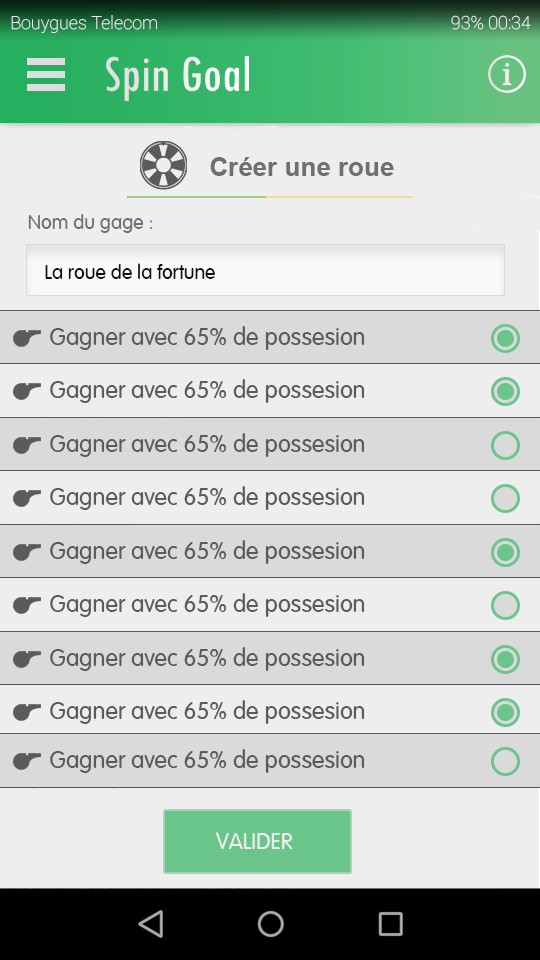 Bouygues Telecom 93% 00:34
Spin Goal i
Créer une roue
Nom du gage :
La roue de la fortune
Gagner avec 65% de possesion
Gagner avec 65% de possesion
Gagner avec 65% de possesion
Gagner avec 65% de possesion
Gagner avec 65% de possesion
Gagner avec 65% de possesion
Gagner avec 65% de possesion
Gagner avec 65% de possesion
Gagner avec 65% de possesion
VALIDER